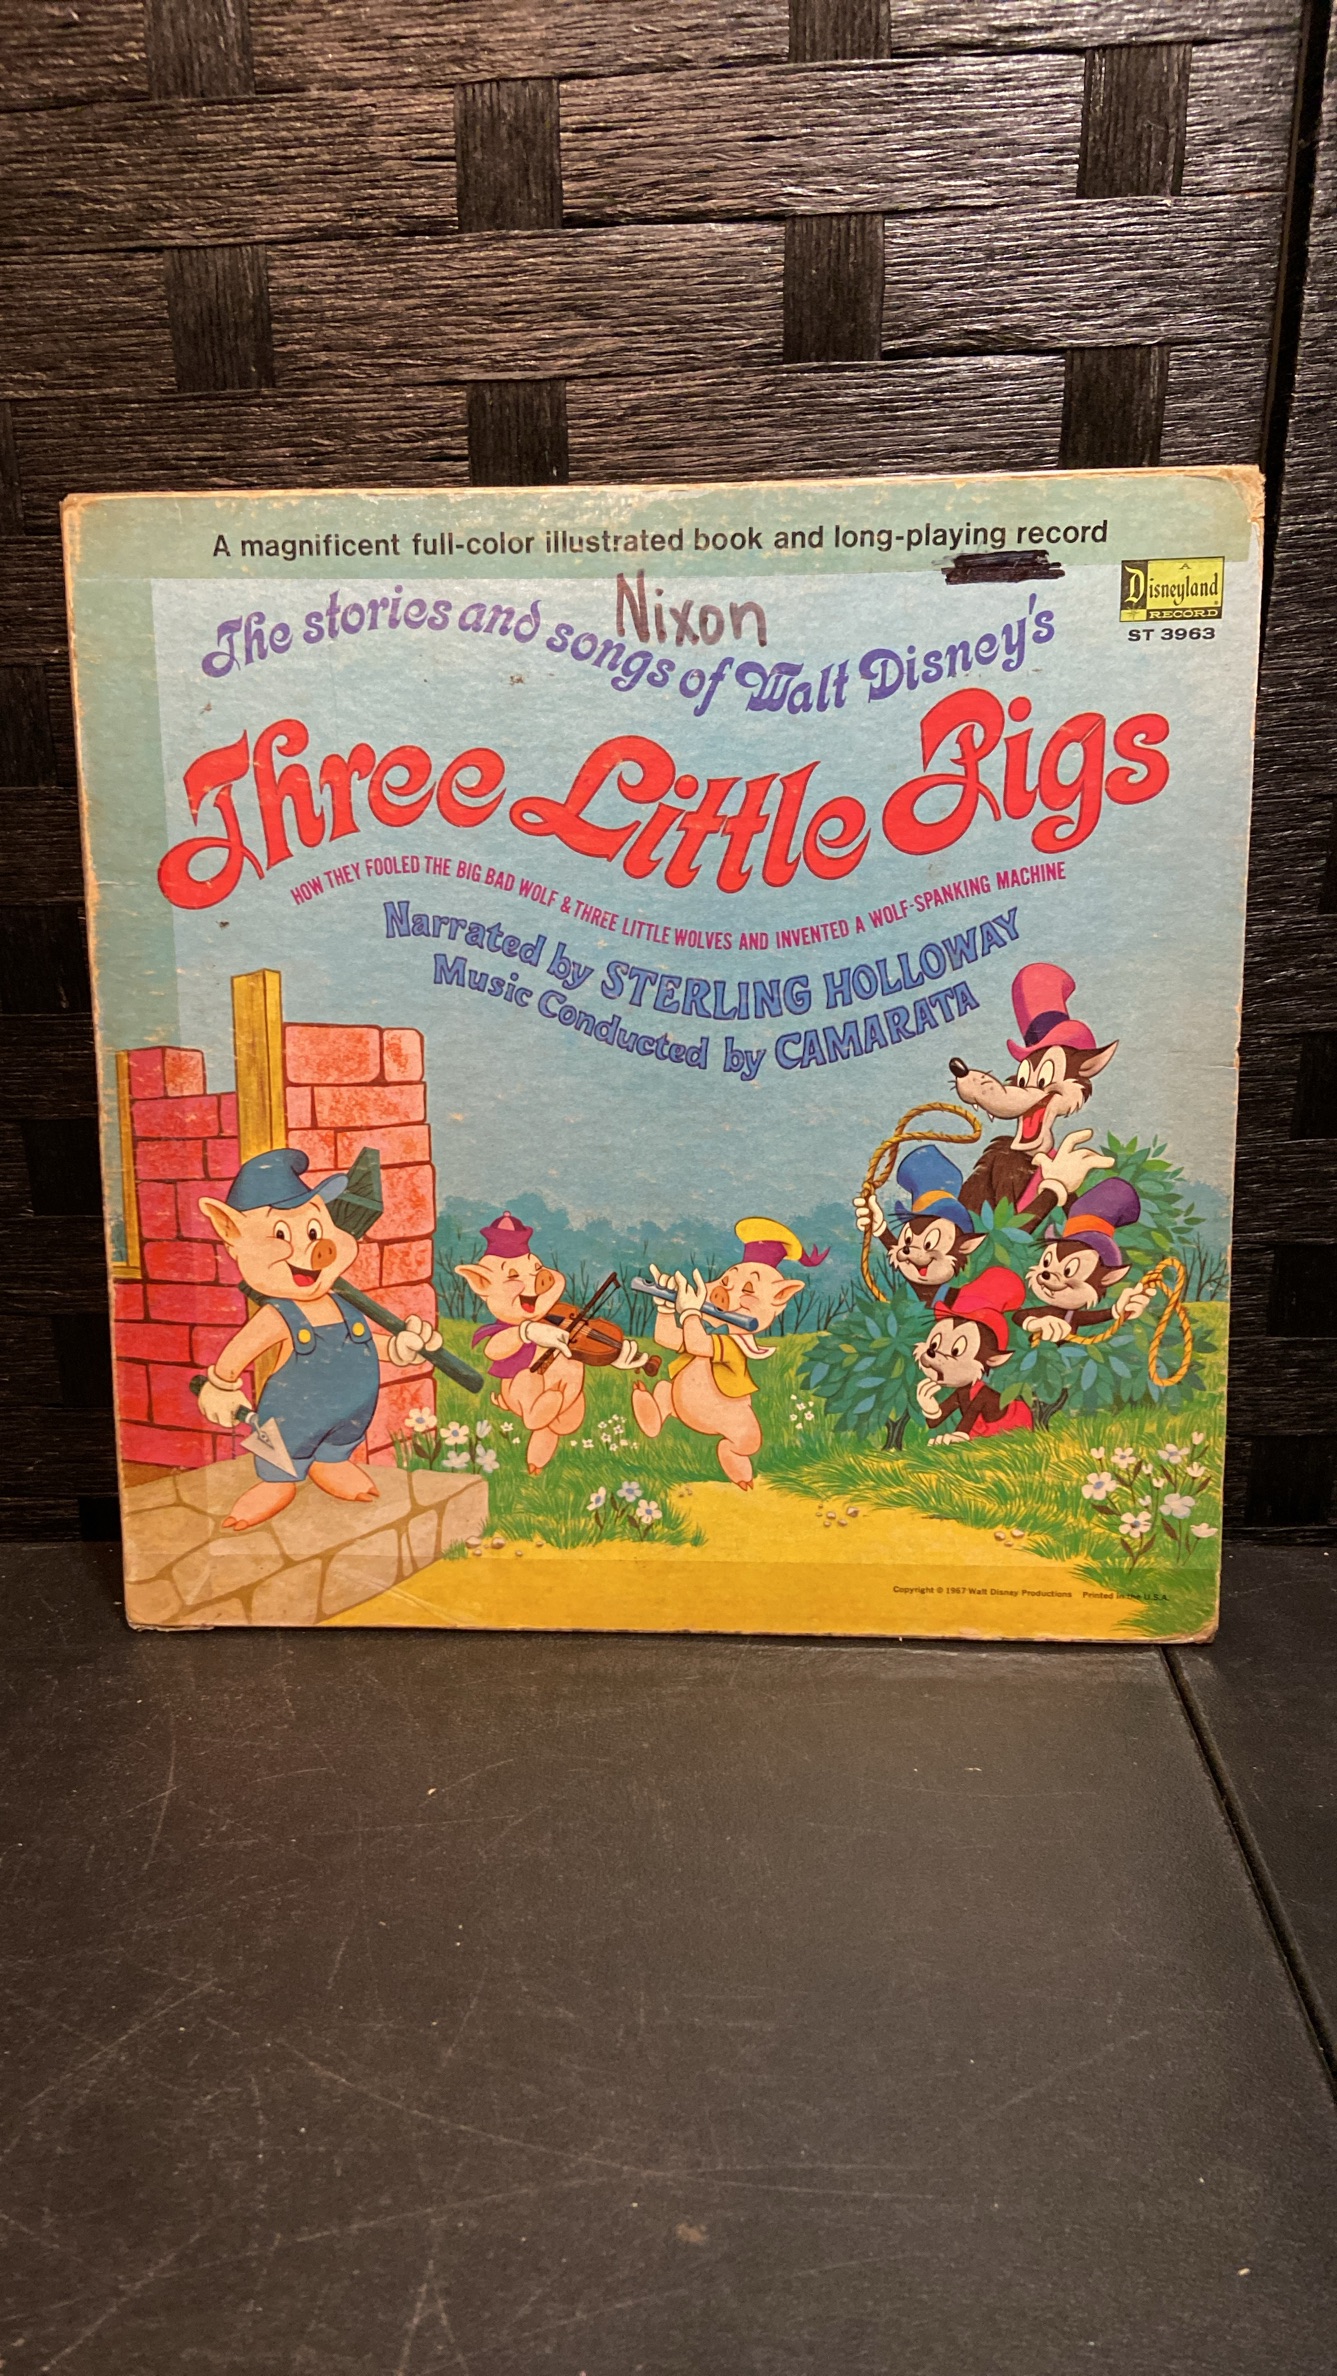 A magnificent full-color illustrated book and long-playing record
Nixon
A
Disneyland
RECORD
ST 3963
The stories and songs of Walt Disney's
Three Little Pigs
HOW THEY FOOLED THE BIG BAD WOLF & THREE LITTLE WOLVES AND INVENTED A WOLF-SPANKING MACHINE
Narrated by STERLING HOLLOWAY
Music Conducted by CAMARATA
Copyright © 1967 Walt Disney Productions Printed in the U.S.A.